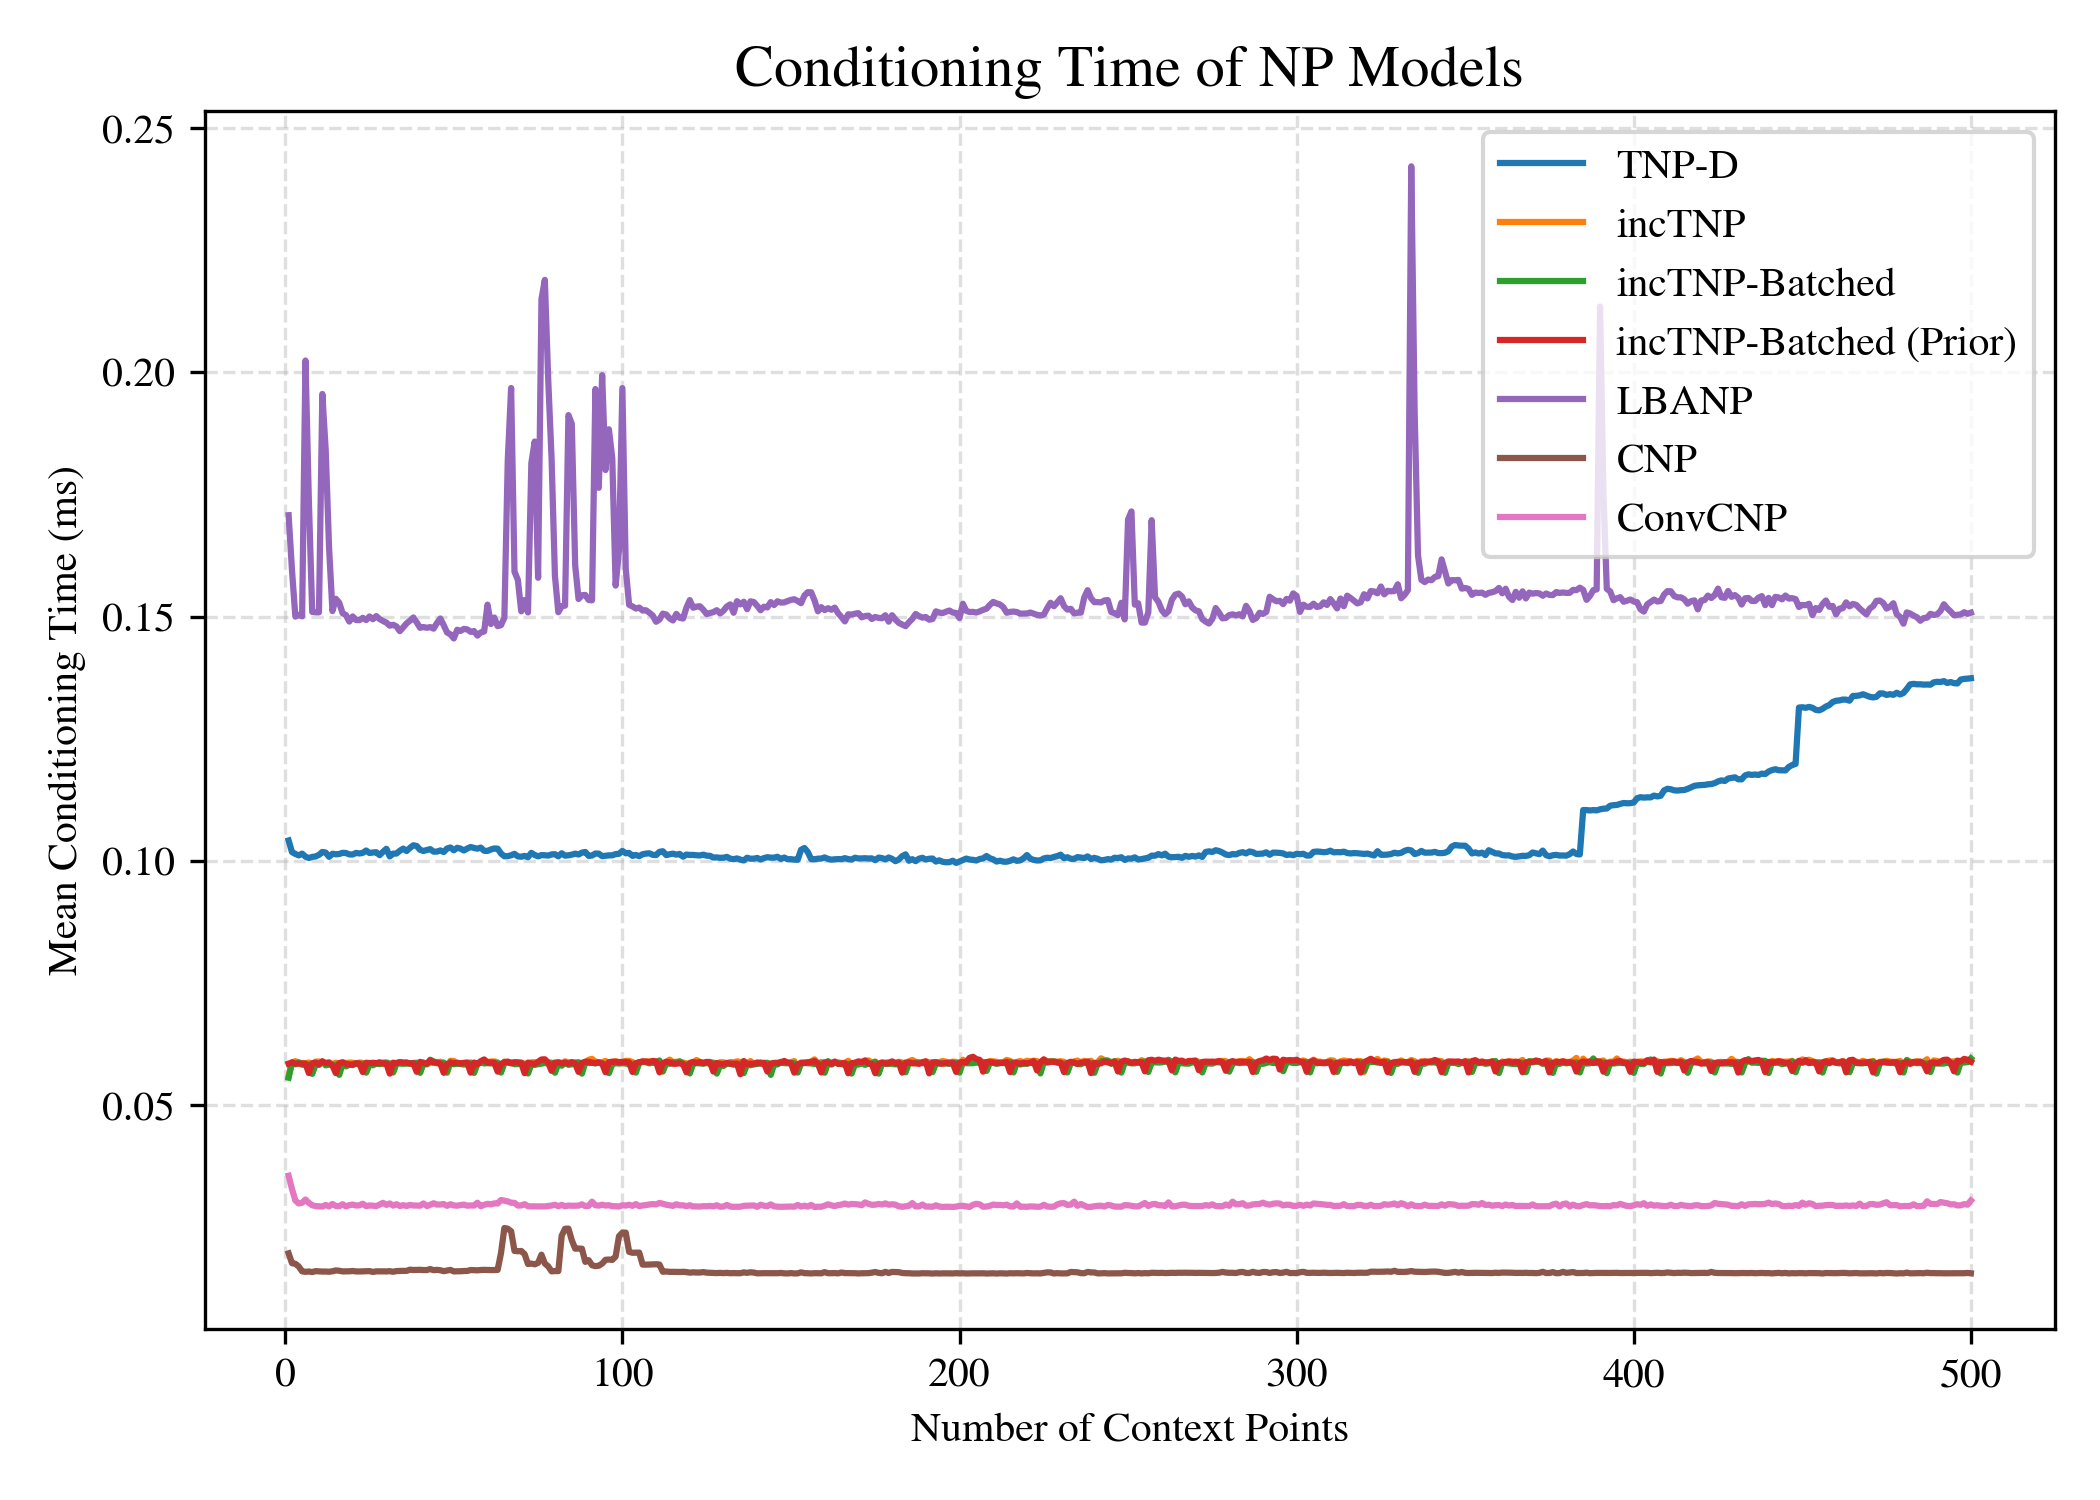 Conditioning Time of NP Models
Mean Conditioning Time (ms)
0.25
0.20
0.15
0.10
0.05
TNP-D
incTNP
incTNP-Batched
incTNP-Batched (Prior)
LBANP
CNP
ConvCNP
0 100 200 300 400 500
Number of Context Points